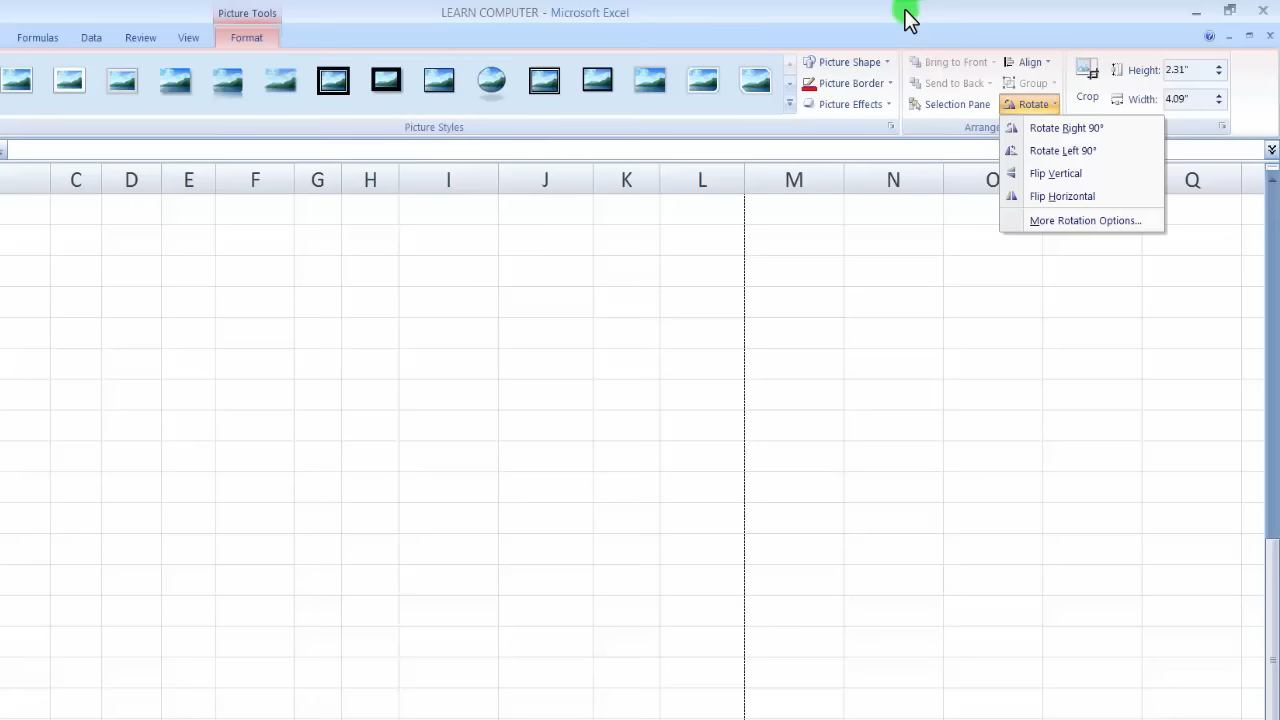 Picture Tools
LEARN COMPUTER - Microsoft Excel
Formulas Data Review View Format
Picture Shape Bring to Front Align Height: 2.31"
Picture Border Send to Back Group Crop
Picture Effects Selection Pane Rotate Width: 4.09"
Picture Styles Arrange
Rotate Right 90°
Rotate Left 90°
Flip Vertical
Flip Horizontal
More Rotation Options...
C D E F G H I J K L M N O Q